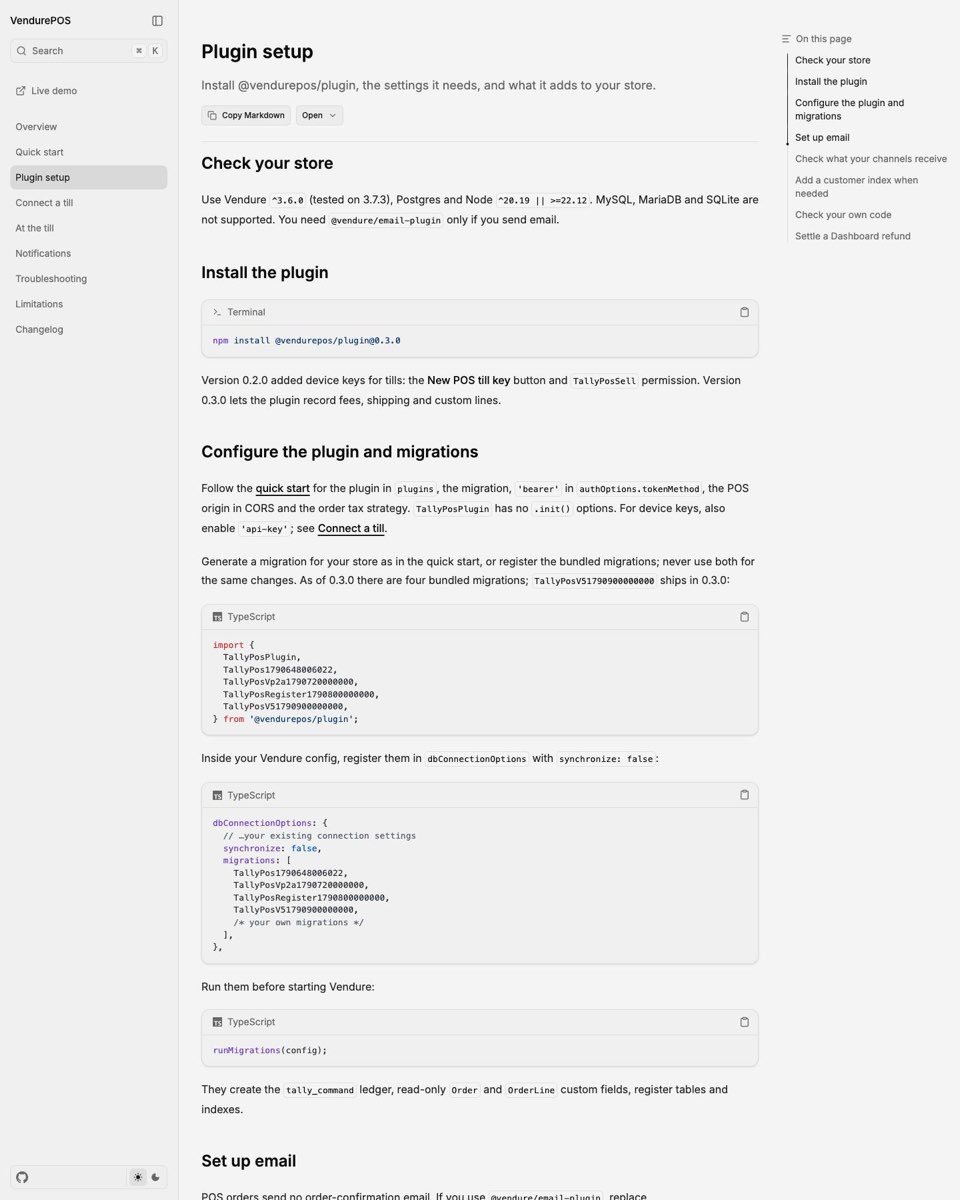 VendurePOS
Search
⌘ K
Live demo
Overview
Quick start
Plugin setup
Connect a till
At the till
Notifications
Troubleshooting
Limitations
Changelog
Plugin setup
Install @vendurepos/plugin, the settings it needs, and what it adds to your store.
Copy Markdown
Open
Check your store
Use Vendure ^3.6.0 (tested on 3.7.3), Postgres and Node ^20.19 || >=22.12. MySQL, MariaDB and SQLite are
not supported. You need @vendure/email-plugin only if you send email.
Install the plugin
Terminal
npm install @vendurepos/plugin@0.3.0
Version 0.2.0 added device keys for tills: the New POS till key button and TallyPosSell permission. Version
0.3.0 lets the plugin record fees, shipping and custom lines.
Configure the plugin and migrations
Follow the quick start for the plugin in plugins, the migration, 'bearer' in authOptions.tokenMethod, the POS
origin in CORS and the order tax strategy. TallyPosPlugin has no .init() options. For device keys, also
enable 'api-key'; see Connect a till.
Generate a migration for your store as in the quick start, or register the bundled migrations; never use both for
the same changes. As of 0.3.0 there are four bundled migrations; TallyPosV51790900000000 ships in 0.3.0:
TypeScript
import {
  TallyPosPlugin,
  TallyPos1790648006022,
  TallyPosVp2a1790720000000,
  TallyPosRegister1790800000000,
  TallyPosV51790900000000,
} from '@vendurepos/plugin';
Inside your Vendure config, register them in dbConnectionOptions with synchronize: false:
TypeScript
dbConnectionOptions: {
  // …your existing connection settings
  synchronize: false,
  migrations: [
    TallyPos1790648006022,
    TallyPosVp2a1790720000000,
    TallyPosRegister1790800000000,
    TallyPosV51790900000000,
    /* your own migrations */
  ],
},
Run them before starting Vendure:
TypeScript
runMigrations(config);
They create the tally_command ledger, read-only Order and OrderLine custom fields, register tables and
indexes.
Set up email
POS orders send no order-confirmation email. If you use @vendure/email-plugin, replace
On this page
Check your store
Install the plugin
Configure the plugin and
migrations
Set up email
Check what your channels receive
Add a customer index when
needed
Check your own code
Settle a Dashboard refund